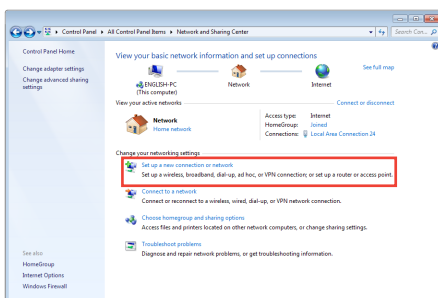 Control Panel ▸ All Control Panel Items ▸ Network and Sharing Center
Search Con...
Control Panel Home
Change adapter settings
Change advanced sharing
settings
View your basic network information and set up connections
See full map
ENGLISH-PC
(This computer)
Network
Internet
View your active networks
Connect or disconnect
Network
Home network
Access type: Internet
HomeGroup: Joined
Connections: Local Area Connection 24
Change your networking settings
Set up a new connection or network
Set up a wireless, broadband, dial-up, ad hoc, or VPN connection; or set up a router or access point.
Connect to a network
Connect or reconnect to a wireless, wired, dial-up, or VPN network connection.
Choose homegroup and sharing options
Access files and printers located on other network computers, or change sharing settings.
Troubleshoot problems
Diagnose and repair network problems, or get troubleshooting information.
See also
HomeGroup
Internet Options
Windows Firewall